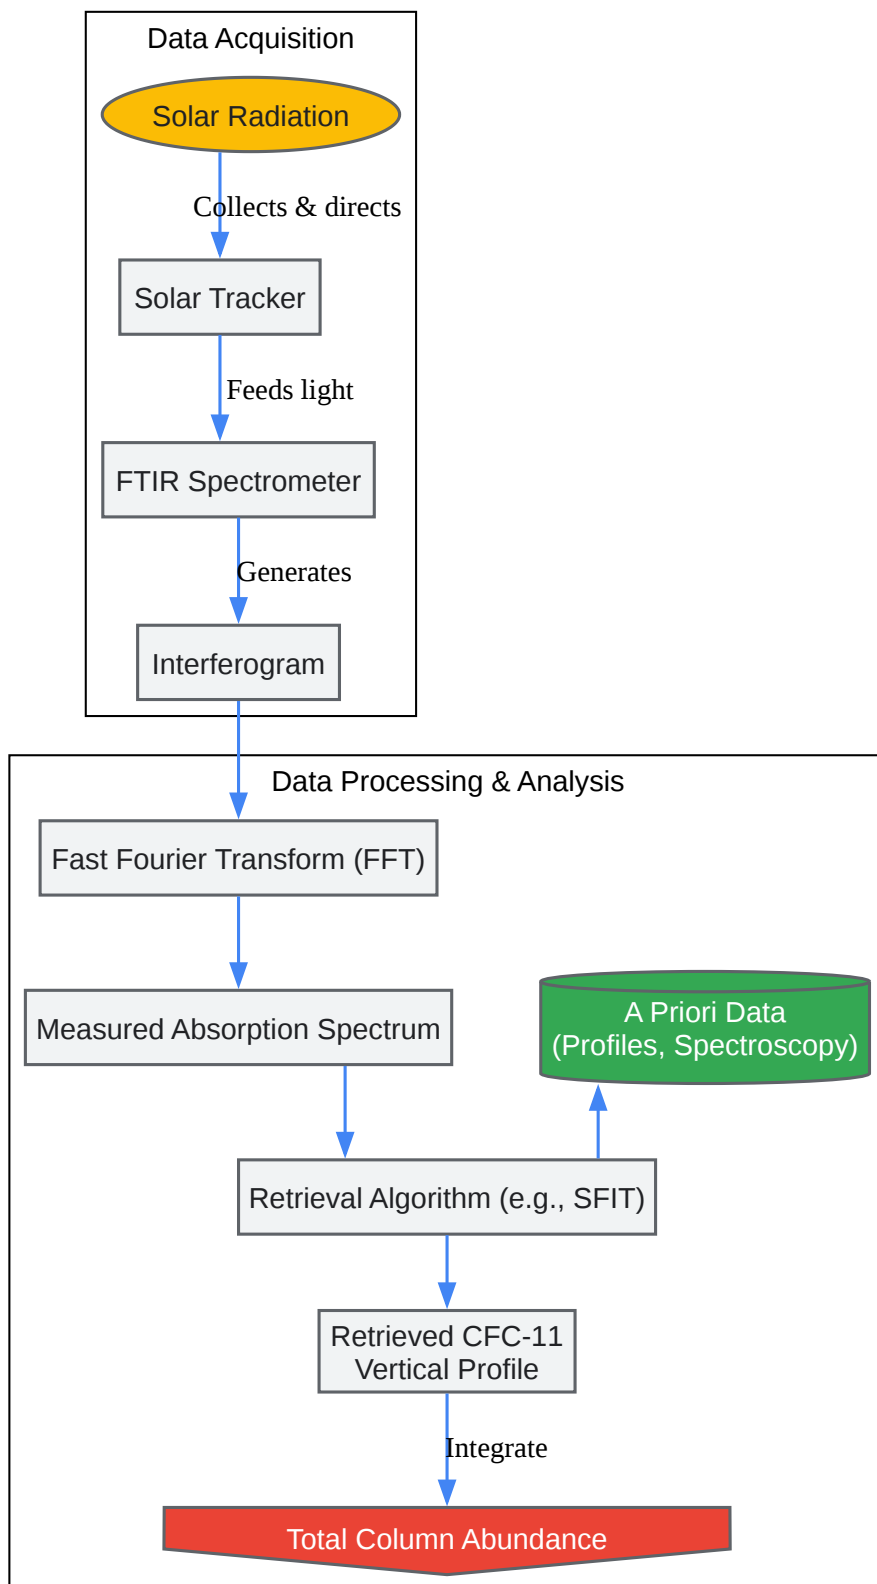 Data Acquisition
Solar Radiation
Collects & directs
Solar Tracker
Feeds light
FTIR Spectrometer
Generates
Interferogram
Data Processing & Analysis
Fast Fourier Transform (FFT)
Measured Absorption Spectrum
A Priori Data
(Profiles, Spectroscopy)
Retrieval Algorithm (e.g., SFIT)
Retrieved CFC-11
Vertical Profile
Integrate
Total Column Abundance